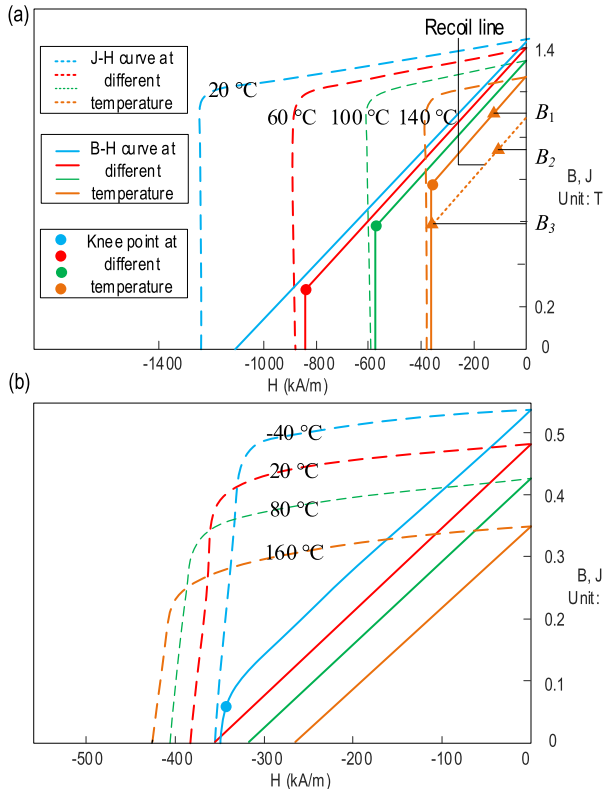 (a)
Recoil line
J-H curve at
different
temperature
B-H curve at
different
temperature
Knee point at
different
temperature
20 °C
60 °C
100 °C
140 °C
1.4
B1
B2
B, J
Unit: T
B3
0.2
0
-1400
-1000
-800
-600
-400
-200
0
H (kA/m)
(b)
-40 °C
20 °C
80 °C
160 °C
0.5
0.4
0.3
B, J
Unit:
0.2
0.1
0
-500
-400
-300
-200
-100
0
H (kA/m)